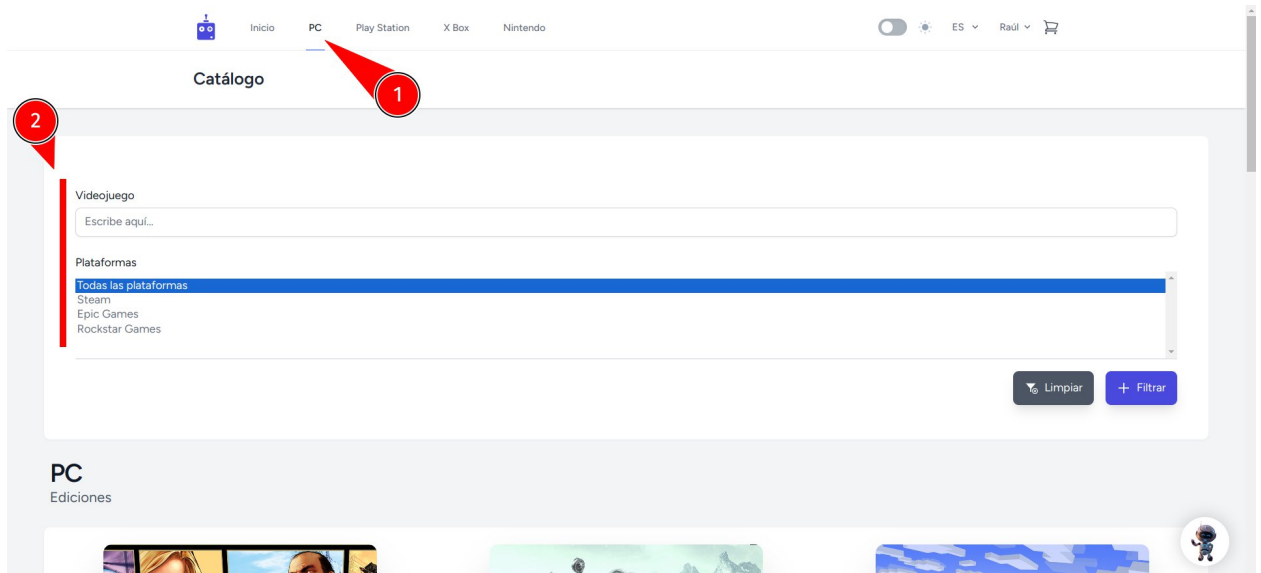 Inicio PC Play Station X Box Nintendo ES Raúl
Catálogo
1
2
Videojuego
Escribe aquí...
Plataformas
Todas las plataformas
Steam
Epic Games
Rockstar Games
Limpiar + Filtrar
PC
Ediciones